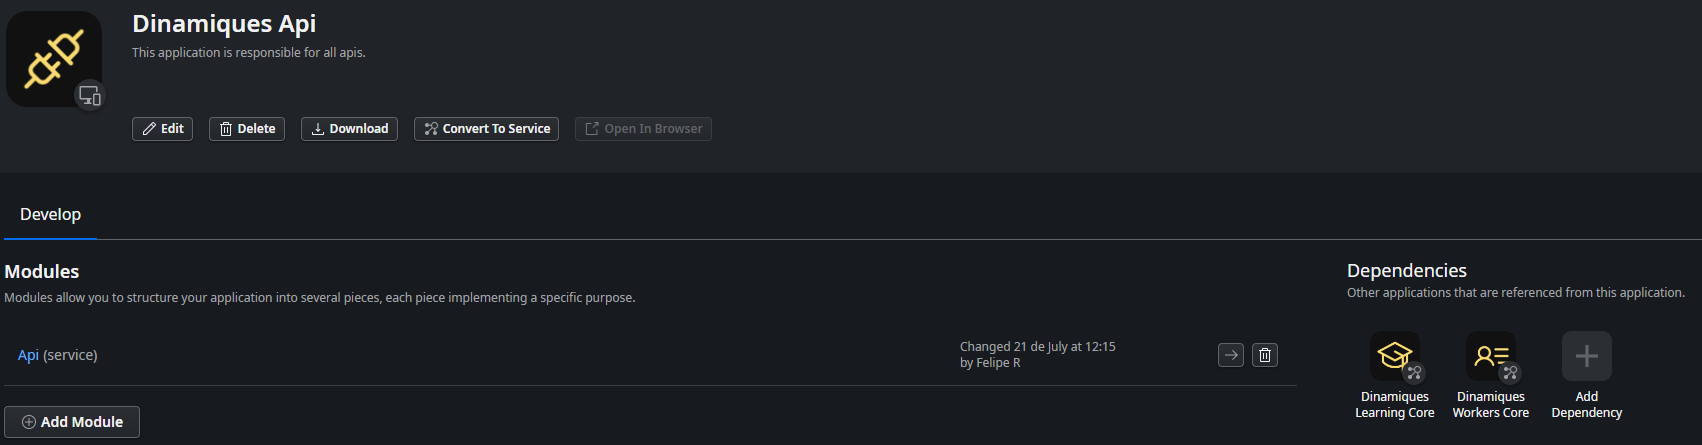 Dinamiques Api
This application is responsible for all apis.
Edit
Delete
Download
Convert To Service
Open In Browser
Develop
Modules
Modules allow you to structure your application into several pieces, each piece implementing a specific purpose.
Api (service)
Changed 21 de July at 12:15
by Felipe R
Add Module
Dependencies
Other applications that are referenced from this application.
Dinamiques
Learning Core
Dinamiques
Workers Core
Add
Dependency